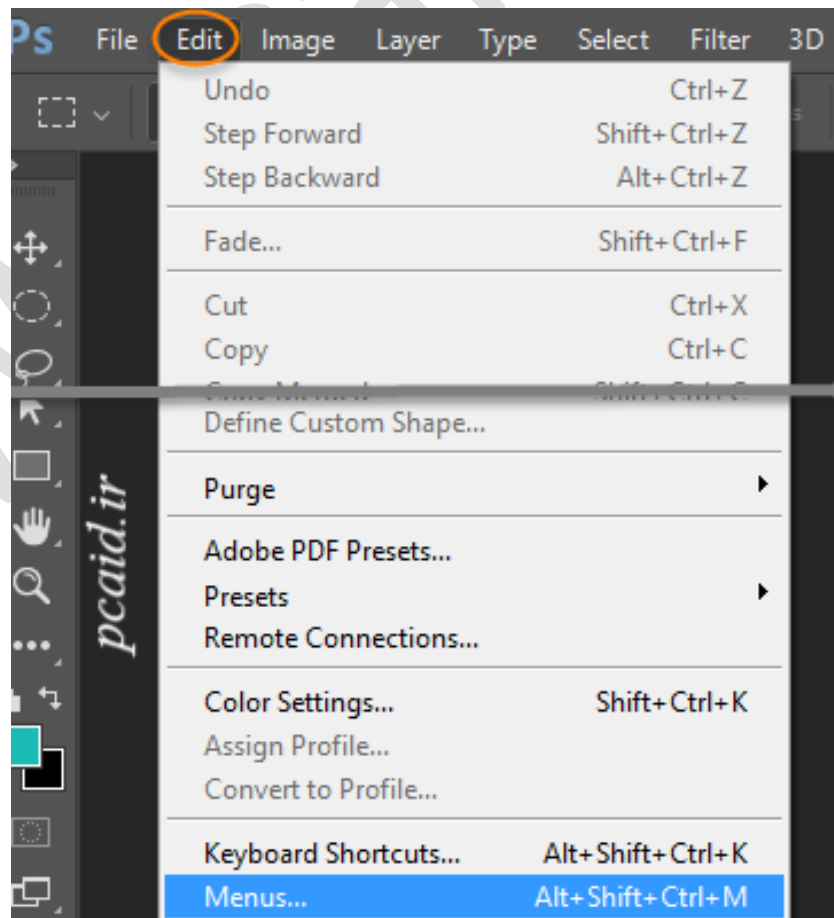 Ps File Edit Image Layer Type Select Filter 3D
Undo Ctrl+Z
Step Forward Shift+Ctrl+Z
Step Backward Alt+Ctrl+Z
Fade... Shift+Ctrl+F
Cut Ctrl+X
Copy Ctrl+C
Define Custom Shape...
Purge
Adobe PDF Presets...
Presets
Remote Connections...
Color Settings... Shift+Ctrl+K
Assign Profile...
Convert to Profile...
Keyboard Shortcuts... Alt+Shift+Ctrl+K
Menus... Alt+Shift+Ctrl+M
pcaid.ir